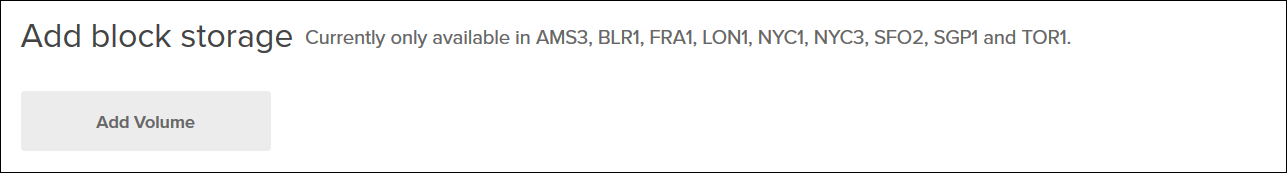 Add block storage Currently only available in AMS3, BLR1, FRA1, LON1, NYC1, NYC3, SFO2, SGP1 and TOR1.
Add Volume